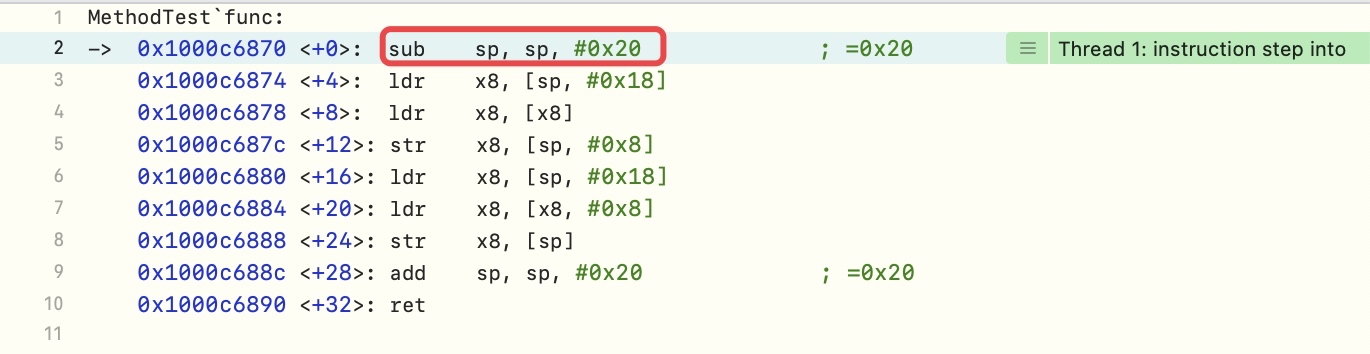 1 MethodTest`func:
2 -> 0x1000c6870 <+0>: sub sp, sp, #0x20 ; =0x20 Thread 1: instruction step into
3 0x1000c6874 <+4>: ldr x8, [sp, #0x18]
4 0x1000c6878 <+8>: ldr x8, [x8]
5 0x1000c687c <+12>: str x8, [sp, #0x8]
6 0x1000c6880 <+16>: ldr x8, [sp, #0x18]
7 0x1000c6884 <+20>: ldr x8, [x8, #0x8]
8 0x1000c6888 <+24>: str x8, [sp]
9 0x1000c688c <+28>: add sp, sp, #0x20 ; =0x20
10 0x1000c6890 <+32>: ret
11